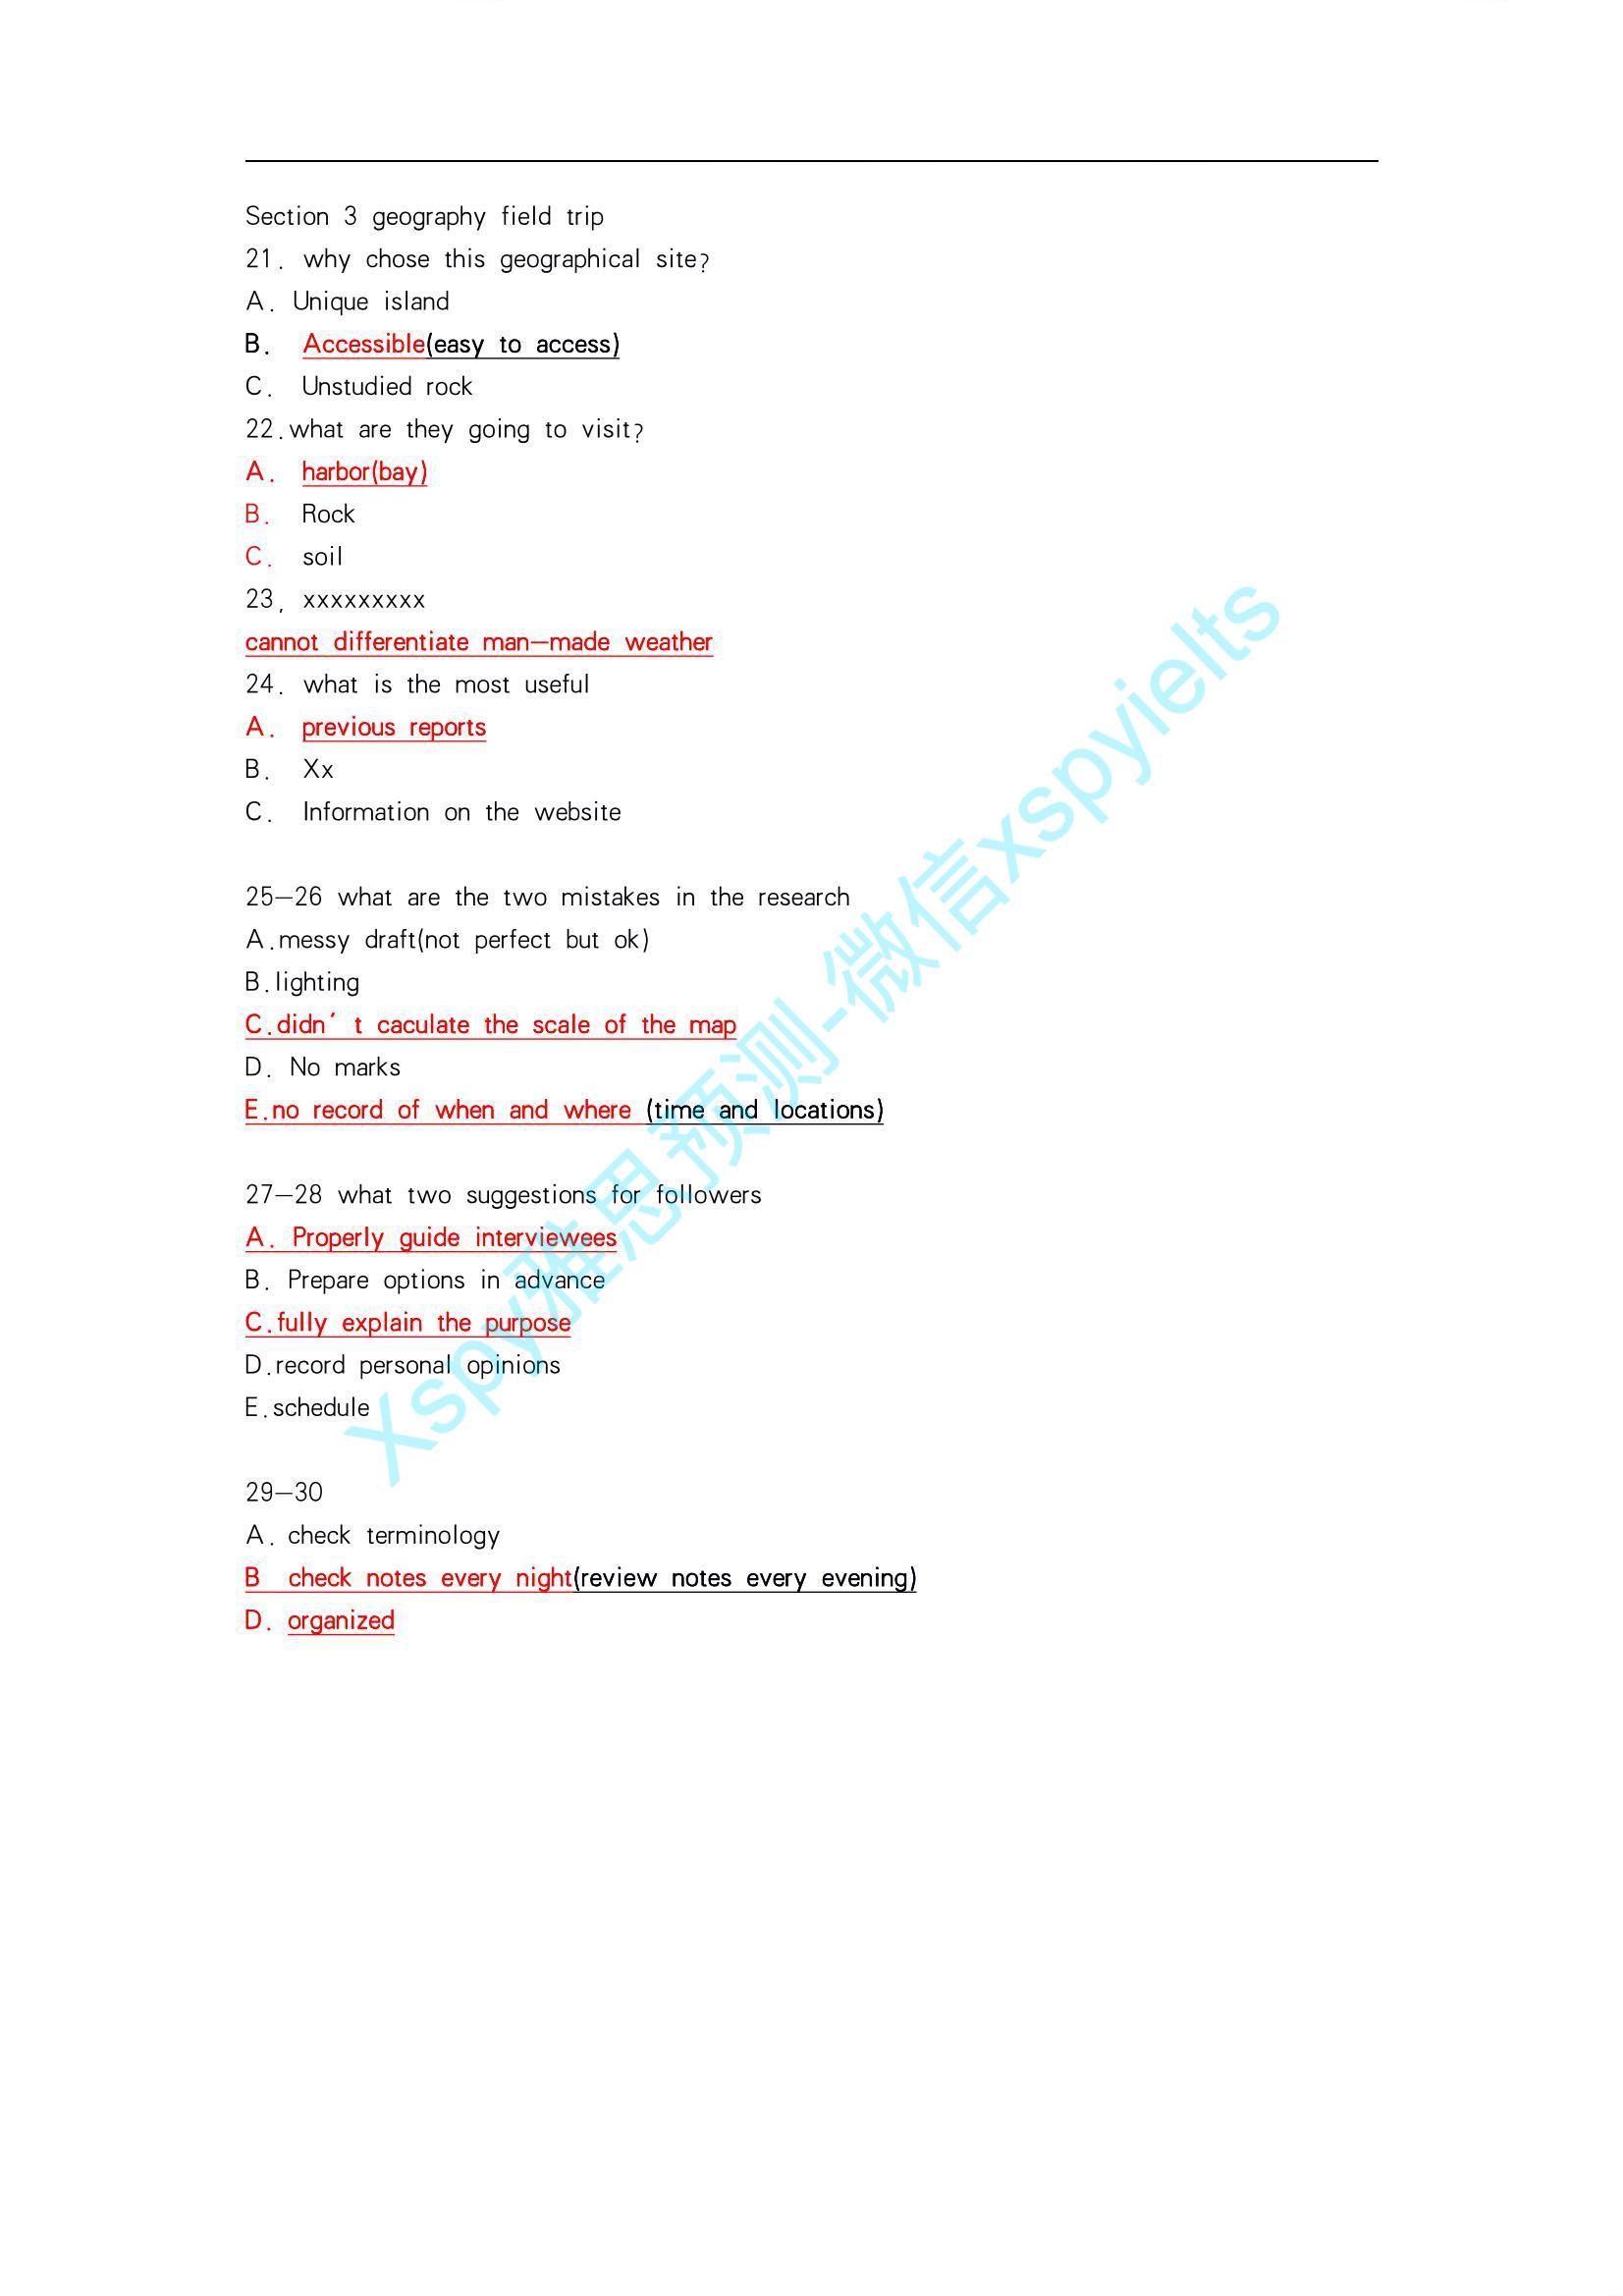 Section 3 geography field trip
21. why chose this geographical site?
A. Unique island
B. Accessible(easy to access)
C. Unstudied rock
22.what are they going to visit?
A. harbor(bay)
B. Rock
C. soil
23, xxxxxxxxx
cannot differentiate man-made weather
24. what is the most useful
A. previous reports
B. Xx
C. Information on the website
25-26 what are the two mistakes in the research
A.messy draft(not perfect but ok)
B.lighting
C.didn’t caculate the scale of the map
D. No marks
E.no record of when and where (time and locations)
27-28 what two suggestions for followers
A. Properly guide interviewees
B. Prepare options in advance
C.fully explain the purpose
D.record personal opinions
E.schedule
29-30
A. check terminology
B check notes every night(review notes every evening)
D. organized
Xspy雅思预测-微信xspyielts